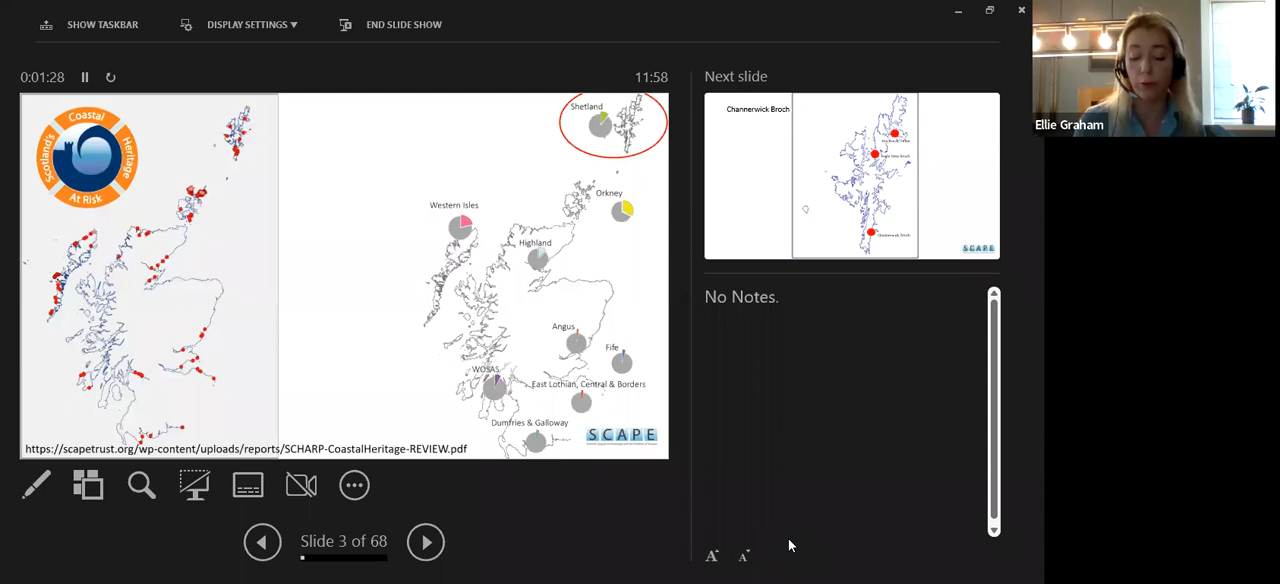 SHOW TASKBAR
DISPLAY SETTINGS ▼
END SLIDE SHOW
0:01:28
11:58
Next slide
Coastal
Heritage
At Risk
Scotland's
Shetland
Orkney
Western Isles
Highland
Angus
Fife
WOSAS
East Lothian, Central & Borders
Dumfries & Galloway
SCAPE
https://scapetrust.org/wp-content/uploads/reports/SCHARP-CoastalHeritage-REVIEW.pdf
Channerwick Broch
Channerwick Broch
SCAPE
No Notes.
Slide 3 of 68
A
A
Ellie Graham